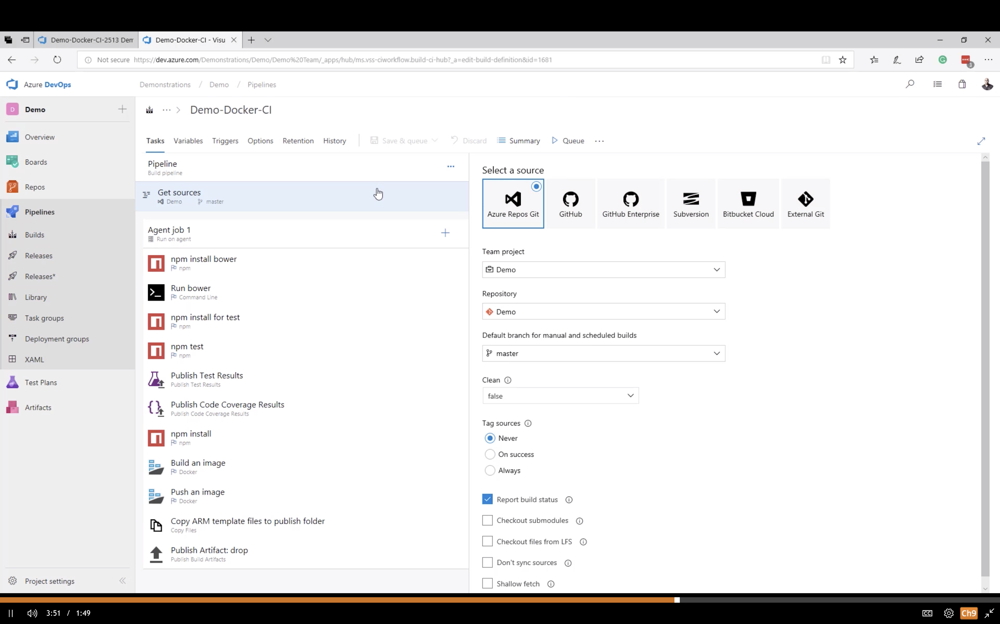 Demo-Docker-CI-2513 Dem
Demo-Docker-CI - Visu
Not secure https://dev.azure.com/Demonstrations/Demo/Demo%20Team/_apps/hub/ms.vss-ciworkflow.build-ci-hub?_a=edit-build-definition&id=1681
3
Azure DevOps
Demonstrations / Demo / Pipelines
D Demo
Overview
Boards
Repos
Pipelines
Builds
Releases
Releases*
Library
Task groups
Deployment groups
XAML
Test Plans
Artifacts
Project settings
Demo-Docker-CI
Tasks Variables Triggers Options Retention History Save & queue Discard Summary Queue
Pipeline
Build pipeline
Get sources
Demo master
Agent job 1
Run on agent
npm install bower
npm
Run bower
Command Line
npm install for test
npm
npm test
npm
Publish Test Results
Publish Test Results
Publish Code Coverage Results
Publish Code Coverage Results
npm install
npm
Build an image
Docker
Push an image
Docker
Copy ARM template files to publish folder
Copy Files
Publish Artifact: drop
Publish Build Artifacts
Select a source
Azure Repos Git GitHub GitHub Enterprise Subversion Bitbucket Cloud External Git
Team project
Demo
Repository
Demo
Default branch for manual and scheduled builds
master
Clean
false
Tag sources
Never
On success
Always
Report build status
Checkout submodules
Checkout files from LFS
Don't sync sources
Shallow fetch
3:51 / 1:49
CC Ch9